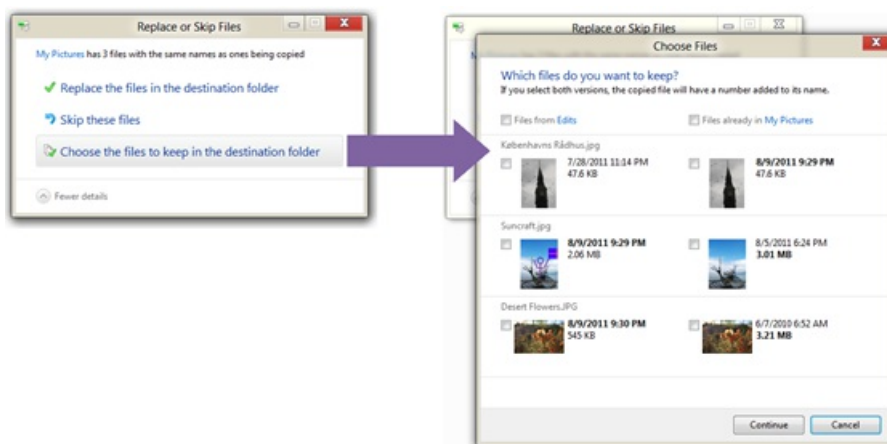 Replace or Skip Files
My Pictures has 3 files with the same names as ones being copied
Replace the files in the destination folder
Skip these files
Choose the files to keep in the destination folder
Fewer details
Replace or Skip Files
Choose Files
Which files do you want to keep?
If you select both versions, the copied file will have a number added to its name.
Files from Edits
Files already in My Pictures
Københavns Rådhus.jpg
7/28/2011 11:14 PM
47.6 KB
8/9/2011 9:29 PM
47.6 KB
Suncraft.jpg
8/9/2011 9:29 PM
2.06 MB
8/5/2011 6:24 PM
3.01 MB
Desert Flowers.JPG
8/9/2011 9:30 PM
545 KB
6/7/2010 6:52 AM
3.21 MB
Continue
Cancel